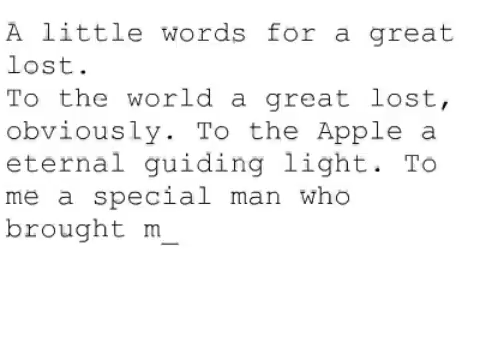 A little words for a great
lost.
To the world a great lost,
obviously. To the Apple a
eternal guiding light. To
me a special man who
brought m_